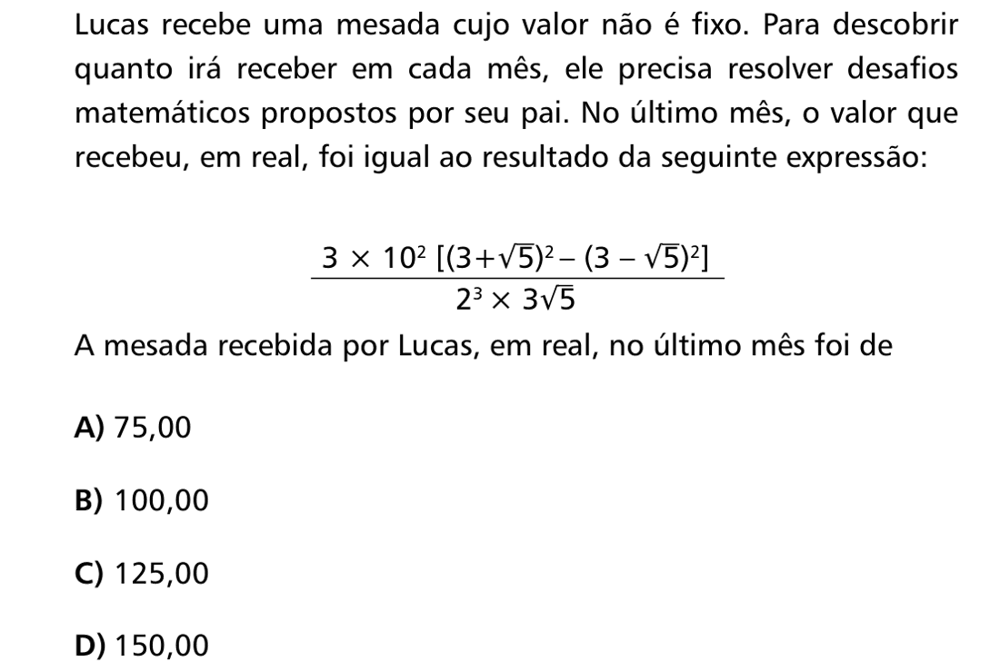 Lucas recebe uma mesada cujo valor não é fixo. Para descobrir
quanto irá receber em cada mês, ele precisa resolver desafios
matemáticos propostos por seu pai. No último mês, o valor que
recebeu, em real, foi igual ao resultado da seguinte expressão:
3 × 10² [(3+√5)² – (3 – √5)²]
2³ × 3√5
A mesada recebida por Lucas, em real, no último mês foi de
A) 75,00
B) 100,00
C) 125,00
D) 150,00